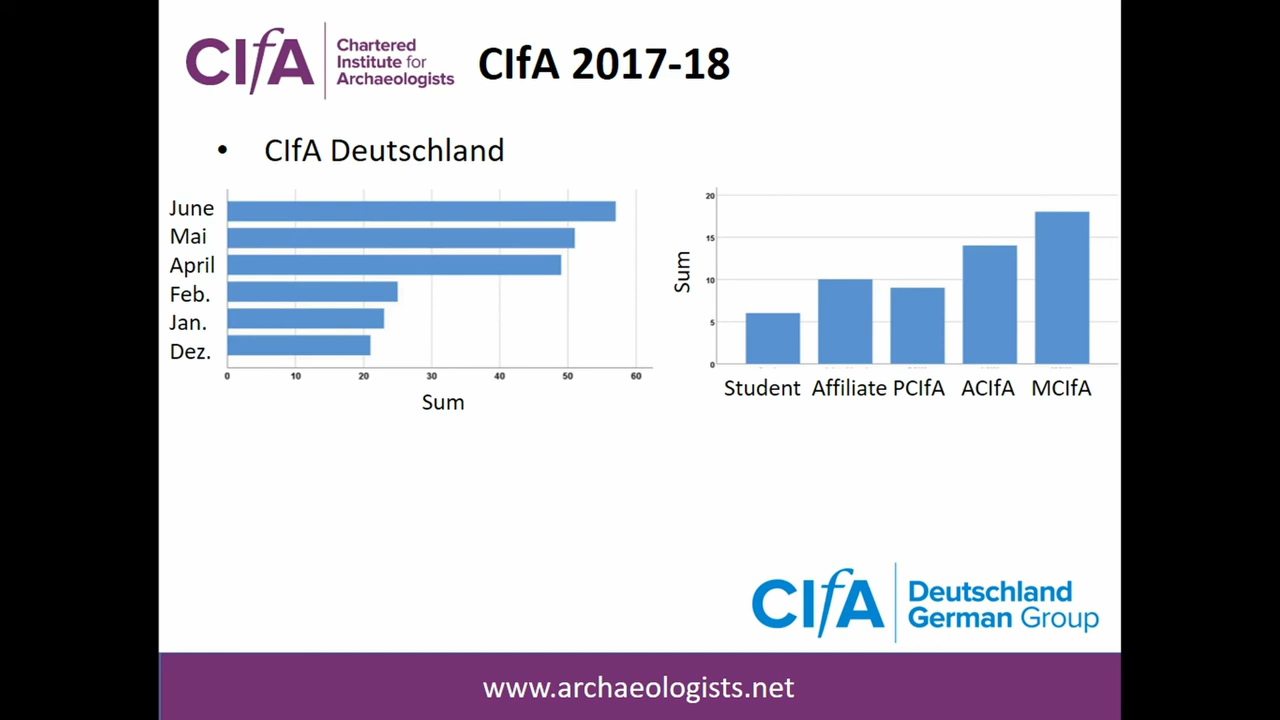 CIfA
Chartered
Institute for
Archaeologists
CIfA 2017-18
• CIfA Deutschland
June
Mai
April
Feb.
Jan.
Dez.
0 10 20 30 40 50 60
Sum
20
15
10
5
0
Sum
Student Affiliate PCIfA ACIfA MCIfA
CIfA
Deutschland
German Group
www.archaeologists.net